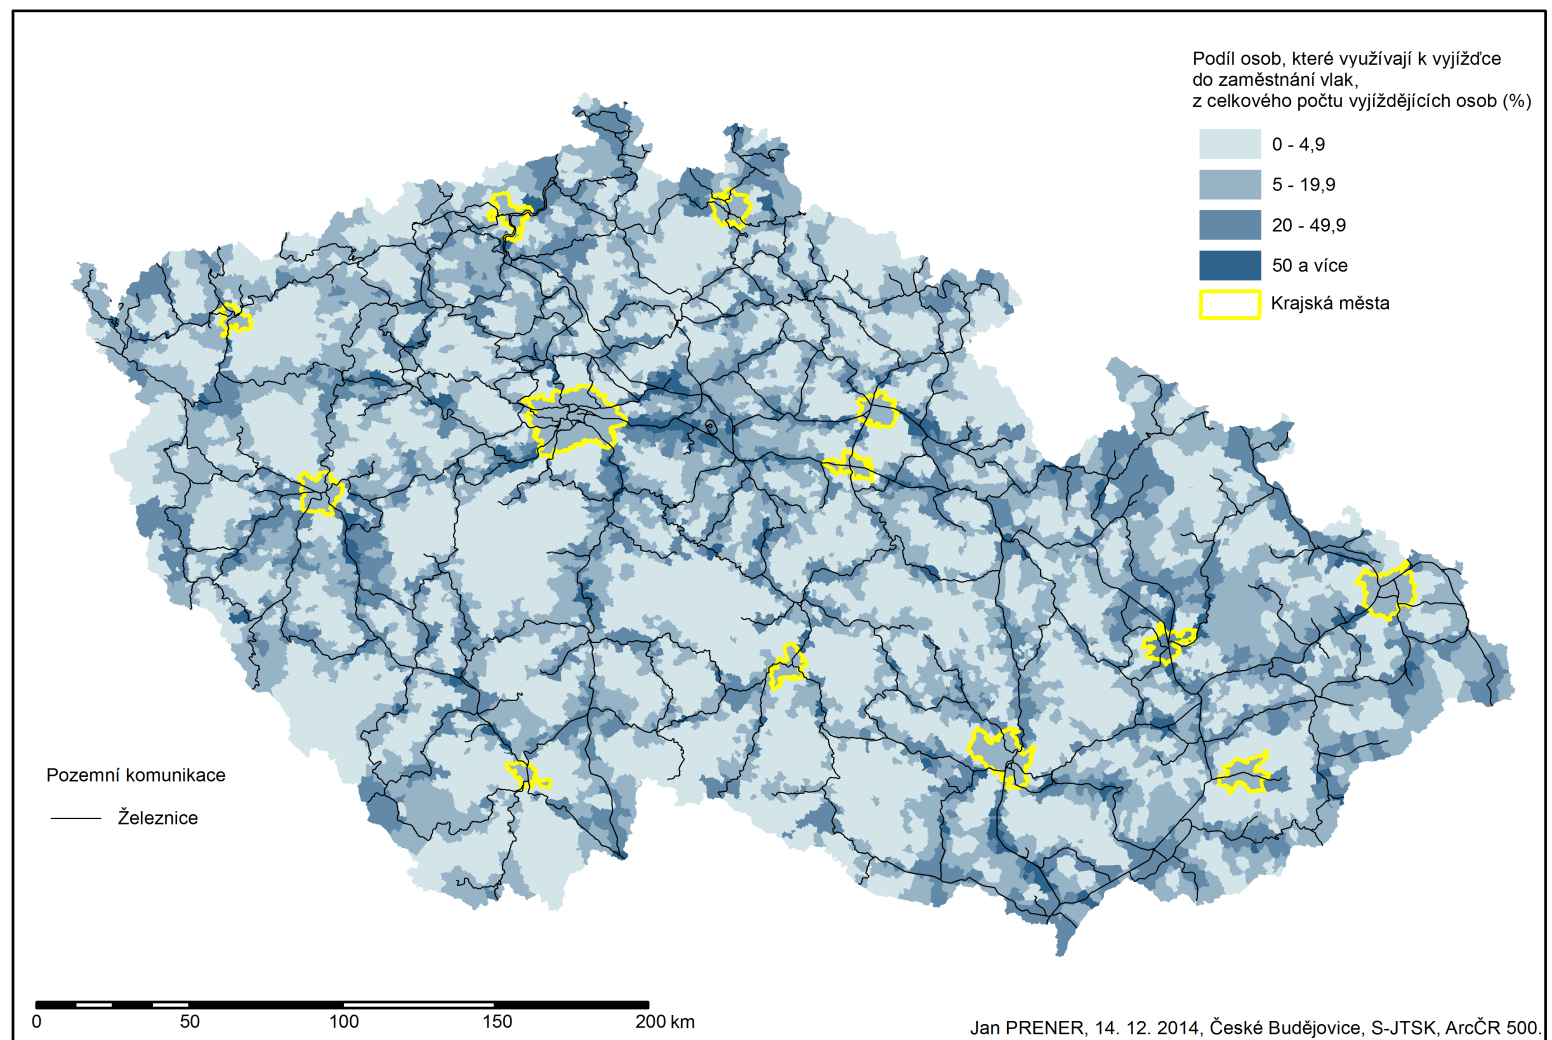 Podíl osob, které využívají k vyjížďce
do zaměstnání vlak,
z celkového počtu vyjíždějících osob (%)
0 - 4,9
5 - 19,9
20 - 49,9
50 a více
Krajská města
Pozemní komunikace
Železnice
0 50 100 150 200 km
Jan PRENER, 14. 12. 2014, České Budějovice, S-JTSK, ArcČR 500.